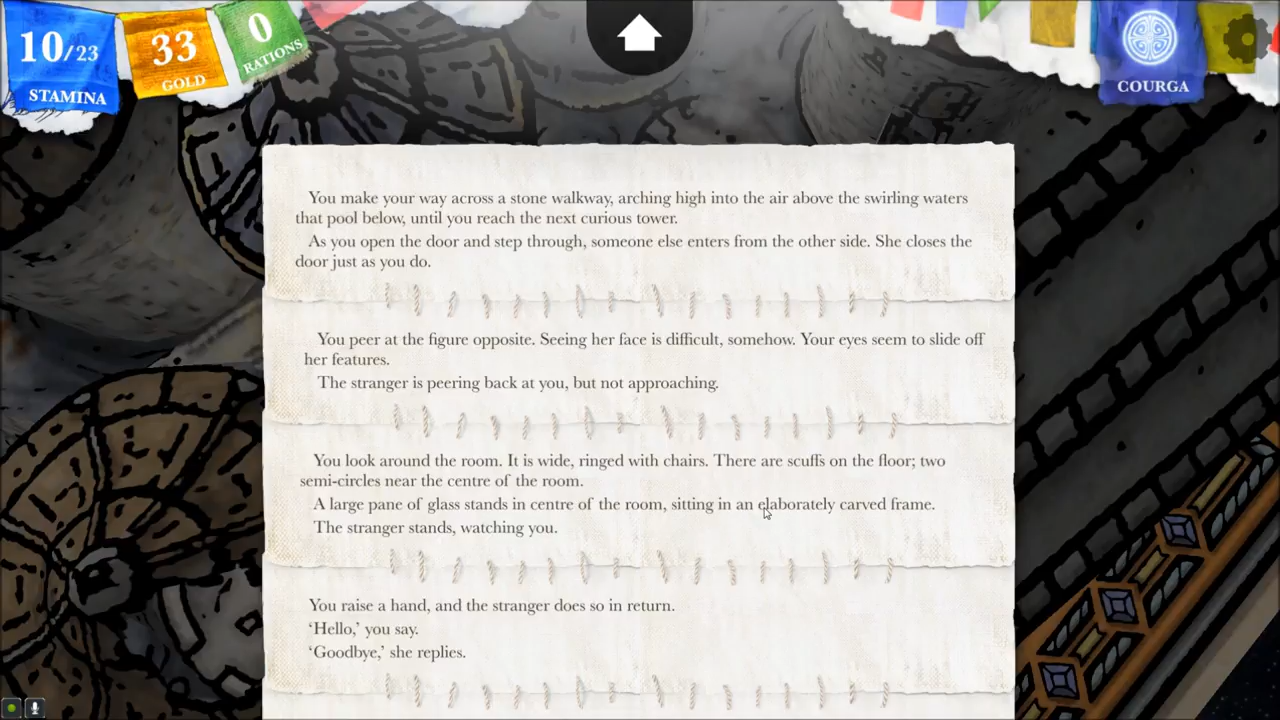 10/23
STAMINA
33
GOLD
0
RATIONS
COURGA
You make your way across a stone walkway, arching high into the air above the swirling waters
that pool below, until you reach the next curious tower.
As you open the door and step through, someone else enters from the other side. She closes the
door just as you do.
You peer at the figure opposite. Seeing her face is difficult, somehow. Your eyes seem to slide off
her features.
The stranger is peering back at you, but not approaching.
You look around the room. It is wide, ringed with chairs. There are scuffs on the floor; two
semi-circles near the centre of the room.
A large pane of glass stands in centre of the room, sitting in an elaborately carved frame.
The stranger stands, watching you.
You raise a hand, and the stranger does so in return.
‘Hello,’ you say.
‘Goodbye,’ she replies.